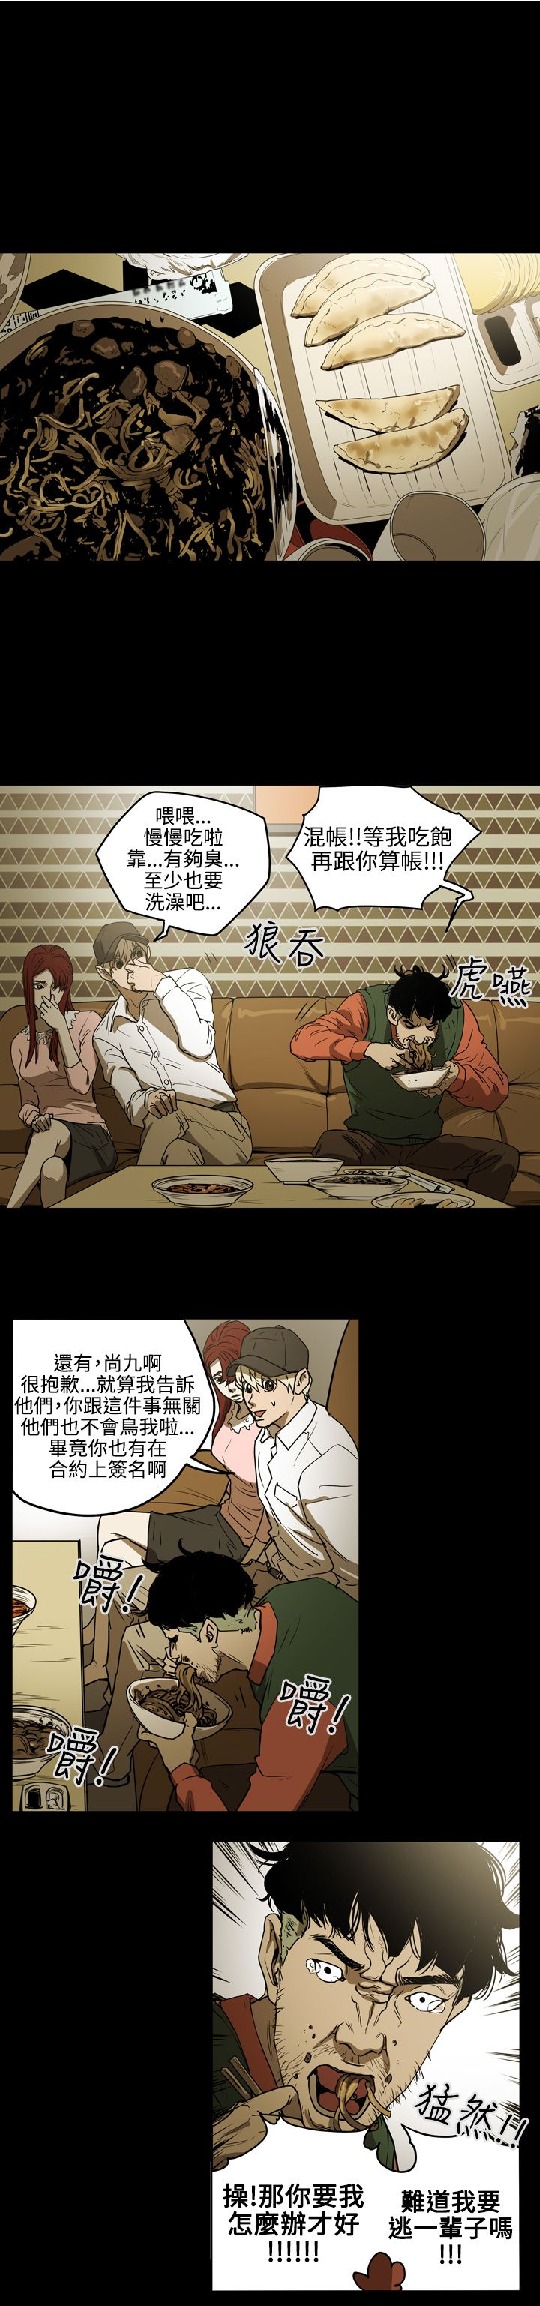 喂喂...
慢慢吃啦
靠...有夠臭...
至少也要
洗澡吧...
混帳!!等我吃飽
再跟你算帳!!!
狼吞
虎嚥
還有,尚九啊
很抱歉...就算我告訴
他們,你跟這件事無關
他們也不會鳥我啦...
畢竟你也有在
合約上簽名啊
嚼!
嚼!
嚼!
猛然!!
操!那你要我
怎麼辦才好
!!!!!!
難道我要
逃一輩子嗎
!!!